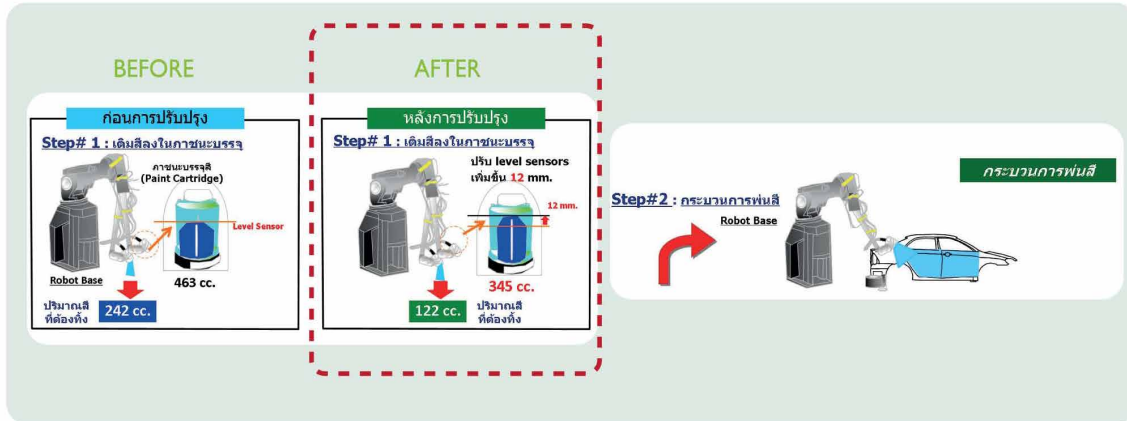 BEFORE
ก่อนการปรับปรุง
Step# 1 : เติมสีลงในภาชนะบรรจุ
ภาชนะบรรจุสี
(Paint Cartridge)
Level Sensor
Robot Base
463 cc.
ปริมาณสี
ที่ต้องทิ้ง
242 cc.
AFTER
หลังการปรับปรุง
Step# 1 : เติมสีลงในภาชนะบรรจุ
ปรับ level sensors
เพิ่มขึ้น 12 mm.
12 mm.
345 cc.
122 cc.
ปริมาณสี
ที่ต้องทิ้ง
กระบวนการพ่นสี
Step#2 : กระบวนการพ่นสี
Robot Base